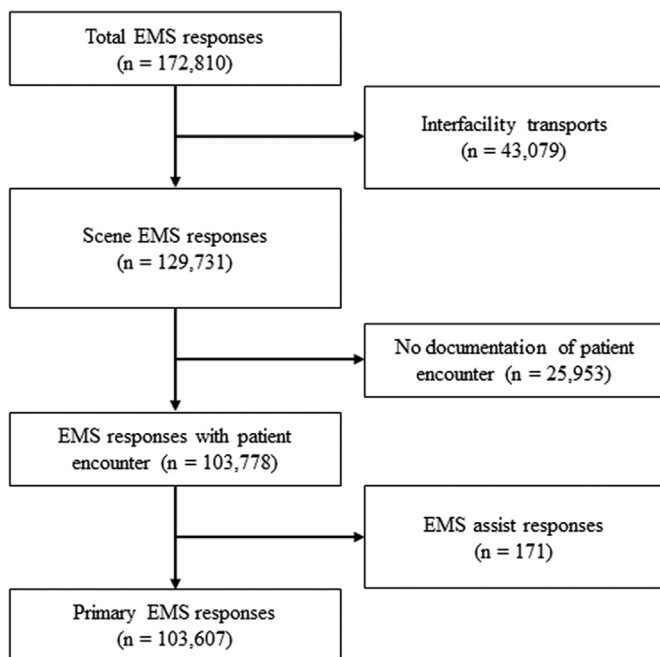 Total EMS responses
(n = 172,810)
Interfacility transports
(n = 43,079)
Scene EMS responses
(n = 129,731)
No documentation of patient
encounter (n = 25,953)
EMS responses with patient
encounter (n = 103,778)
EMS assist responses
(n = 171)
Primary EMS responses
(n = 103,607)